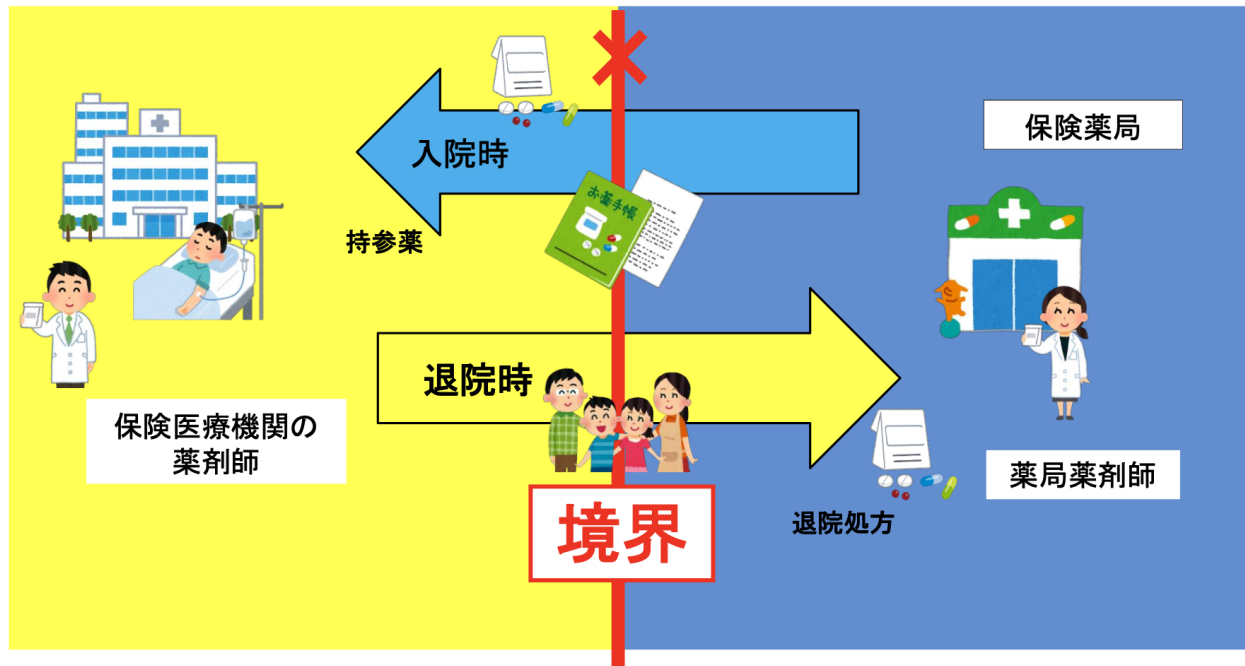 入院時
保険薬局
お薬手帳
持参薬
退院時
保険医療機関の
薬剤師
境界
退院処方
薬局薬剤師